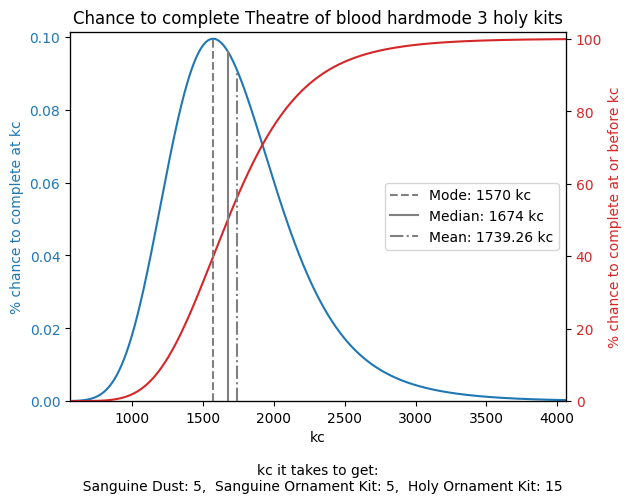 Chance to complete Theatre of blood hardmode 3 holy kits
% chance to complete at kc
0.10
0.08
0.06
0.04
0.02
0.00
Mode: 1570 kc
Median: 1674 kc
Mean: 1739.26 kc
100
80
60
40
20
0
% chance to complete at or before kc
1000 1500 2000 2500 3000 3500 4000
kc
kc it takes to get:
Sanguine Dust: 5,  Sanguine Ornament Kit: 5,  Holy Ornament Kit: 15